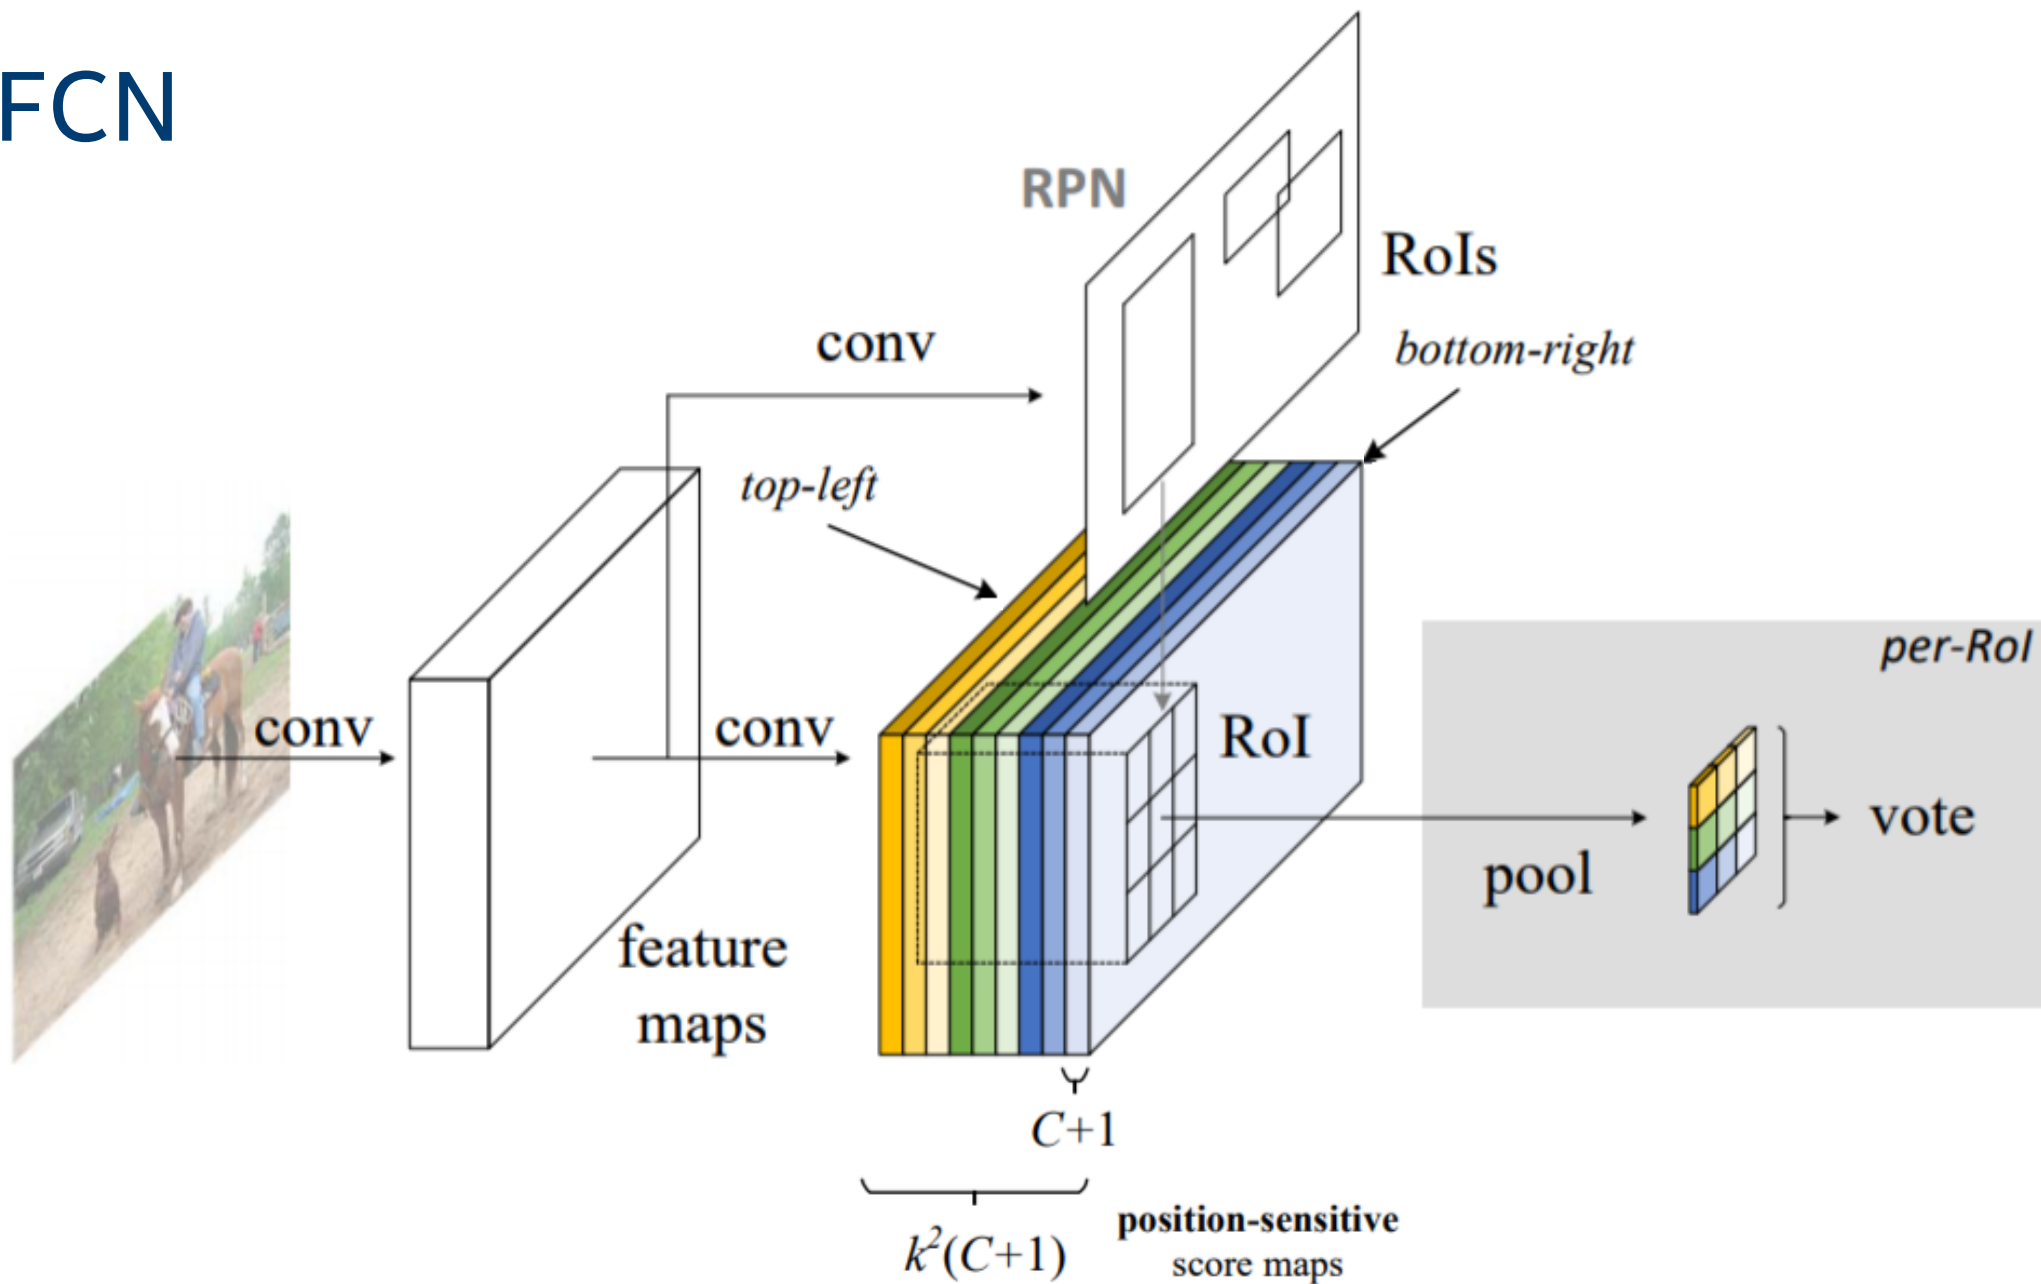 FCN
RPN
RoIs
conv
bottom-right
top-left
per-RoI
conv
conv
RoI
vote
pool
feature
maps
C+1
k²(C+1)
position-sensitive
score maps